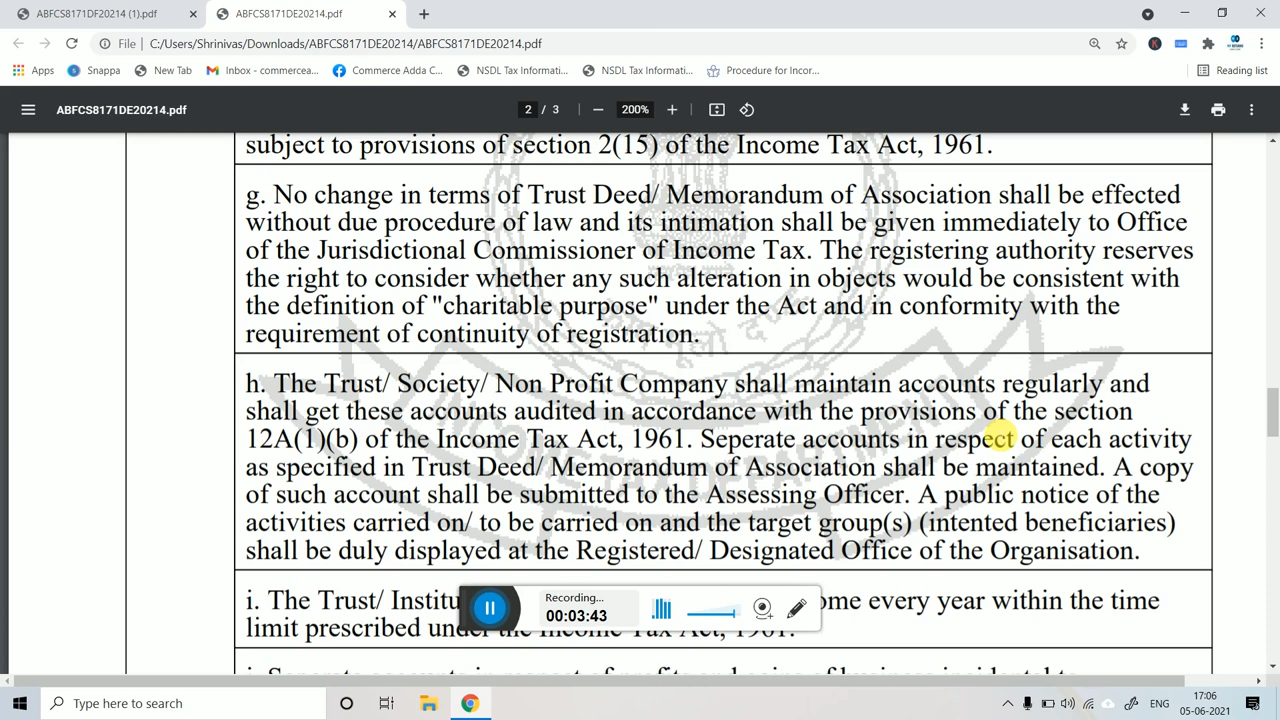 ABFCS8171DE20214 (1).pdf
ABFCS8171DE20214.pdf
File
C:/Users/Shrinivas/Downloads/ABFCS8171DE20214/ABFCS8171DE20214.pdf
Apps
Snappa
New Tab
Inbox - commercea...
Commerce Adda C...
NSDL Tax Informati...
NSDL Tax Informati...
Procedure for Incor...
Reading list
ABFCS8171DE20214.pdf
2 / 3
200%
subject to provisions of section 2(15) of the Income Tax Act, 1961.
g. No change in terms of Trust Deed/ Memorandum of Association shall be effected
without due procedure of law and its intimation shall be given immediately to Office
of the Jurisdictional Commissioner of Income Tax. The registering authority reserves
the right to consider whether any such alteration in objects would be consistent with
the definition of "charitable purpose" under the Act and in conformity with the
requirement of continuity of registration.
h. The Trust/ Society/ Non Profit Company shall maintain accounts regularly and
shall get these accounts audited in accordance with the provisions of the section
12A(1)(b) of the Income Tax Act, 1961. Seperate accounts in respect of each activity
as specified in Trust Deed/ Memorandum of Association shall be maintained. A copy
of such account shall be submitted to the Assessing Officer. A public notice of the
activities carried on/ to be carried on and the target group(s) (intented beneficiaries)
shall be duly displayed at the Registered/ Designated Office of the Organisation.
INCOME TAX DEPARTMENT
i. The Trust/ ome every year within the time
limit prescribed under the Income Tax Act, 1961.
Recording...
00:03:43
Type here to search
ENG
17:06
05-06-2021